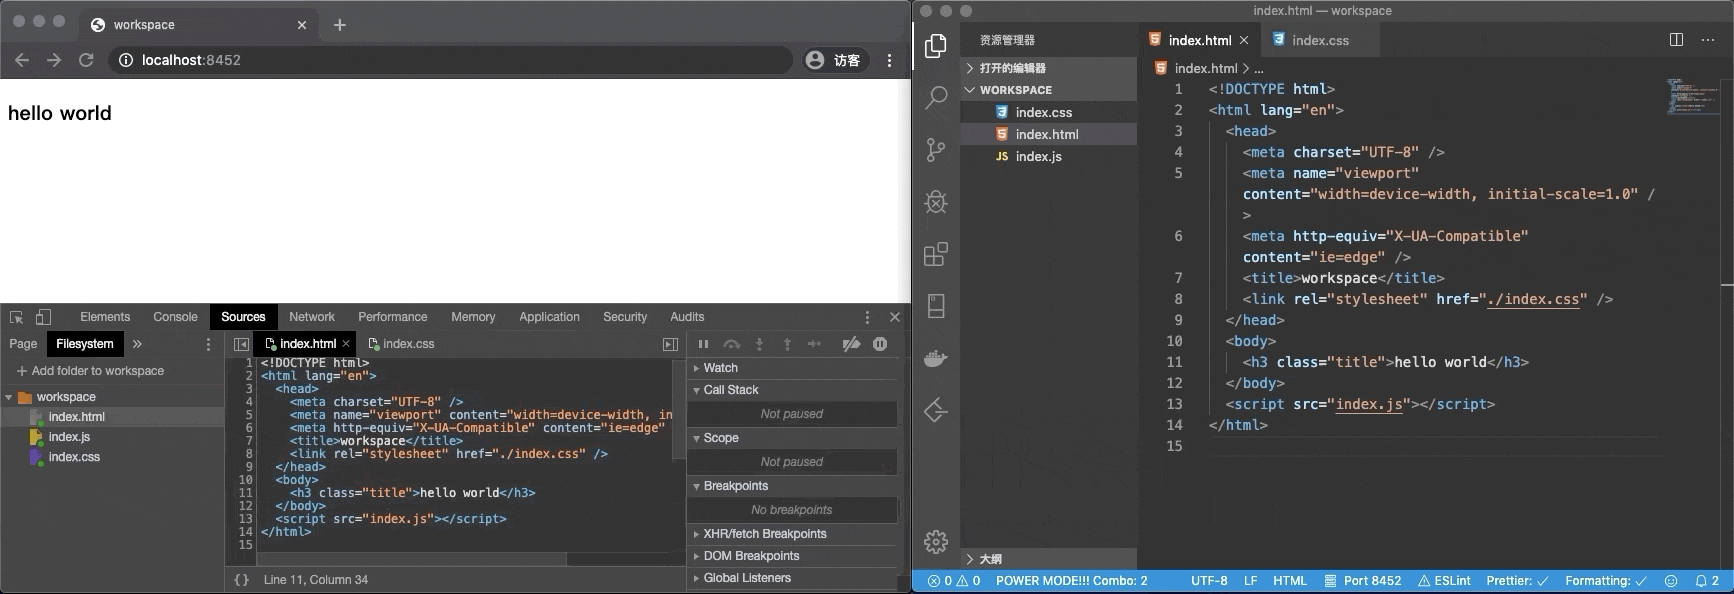 workspace
localhost:8452
访客
hello world
Elements Console Sources Network Performance Memory Application Security Audits
Page Filesystem »
+ Add folder to workspace
workspace
index.html
index.js
index.css
index.html × index.css
1 <!DOCTYPE html>
2 <html lang="en">
3 <head>
4 <meta charset="UTF-8" />
5 <meta name="viewport" content="width=device-width, in
6 <meta http-equiv="X-UA-Compatible" content="ie=edge"
7 <title>workspace</title>
8 <link rel="stylesheet" href="./index.css" />
9 </head>
10 <body>
11 <h3 class="title">hello world</h3>
12 </body>
13 <script src="index.js"></script>
14 </html>
15
{} Line 11, Column 34
Watch
Call Stack
Not paused
Scope
Not paused
Breakpoints
No breakpoints
XHR/fetch Breakpoints
DOM Breakpoints
Global Listeners
index.html — workspace
资源管理器
打开的编辑器
WORKSPACE
index.css
index.html
JS index.js
大纲
index.html × index.css
index.html > ...
1 <!DOCTYPE html>
2 <html lang="en">
3 <head>
4 <meta charset="UTF-8" />
5 <meta name="viewport"
content="width=device-width, initial-scale=1.0" /
>
6 <meta http-equiv="X-UA-Compatible"
content="ie=edge" />
7 <title>workspace</title>
8 <link rel="stylesheet" href="./index.css" />
9 </head>
10 <body>
11 <h3 class="title">hello world</h3>
12 </body>
13 <script src="index.js"></script>
14 </html>
15
0 0 POWER MODE!!! Combo: 2 UTF-8 LF HTML Port 8452 ESLint Prettier: ✓ Formatting: ✓ 2